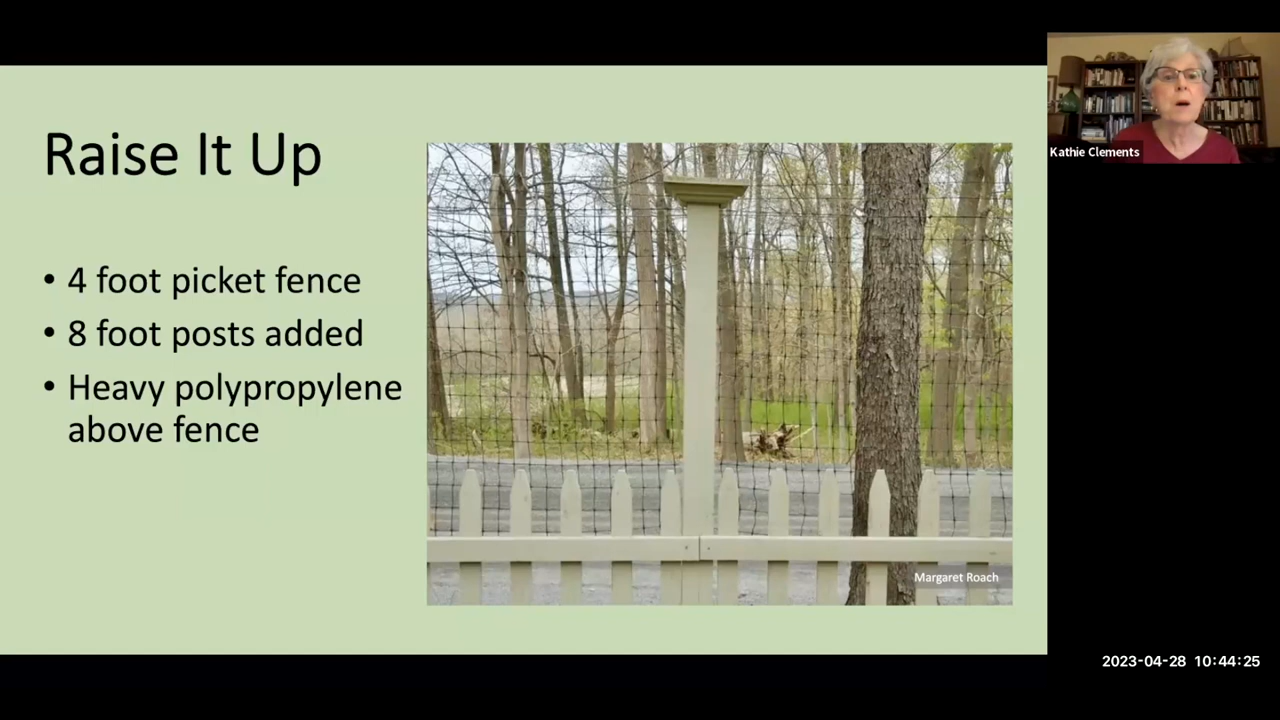 Raise It Up
• 4 foot picket fence
• 8 foot posts added
• Heavy polypropylene
above fence
Margaret Roach
Kathie Clements
2023-04-28 10:44:25